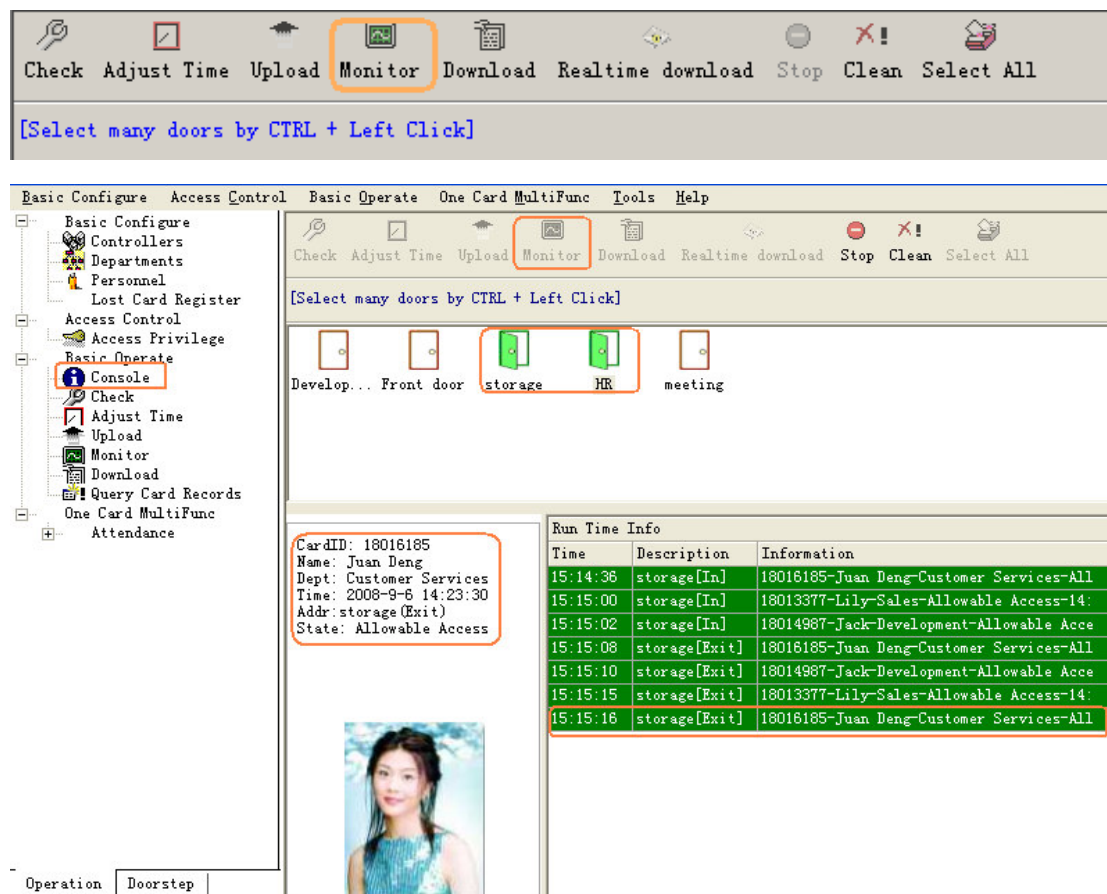 Check Adjust Time Upload Monitor Download Realtime download Stop Clean Select All
[Select many doors by CTRL + Left Click]
Basic Configure Access Control Basic Operate One Card MultiFunc Tools Help
Basic Configure
Controllers
Departments
Personnel
Lost Card Register
Access Control
Access Privilege
Basic Operate
Console
Check
Adjust Time
Upload
Monitor
Download
Query Card Records
One Card MultiFunc
Attendance
Operation Doorstep
Check Adjust Time Upload Monitor Download Realtime download Stop Clean Select All
[Select many doors by CTRL + Left Click]
Develop... Front door storage HR meeting
CardID: 18016185
Name: Juan Deng
Dept: Customer Services
Time: 2008-9-6 14:23:30
Addr:storage(Exit)
State: Allowable Access
Run Time Info
Time Description Information
15:14:36 storage[In] 18016185-Juan Deng-Customer Services-All
15:15:00 storage[In] 18013377-Lily-Sales-Allowable Access-14:
15:15:02 storage[In] 18014987-Jack-Development-Allowable Acce
15:15:08 storage[Exit] 18016185-Juan Deng-Customer Services-All
15:15:10 storage[Exit] 18014987-Jack-Development-Allowable Acce
15:15:15 storage[Exit] 18013377-Lily-Sales-Allowable Access-14:
15:15:16 storage[Exit] 18016185-Juan Deng-Customer Services-All